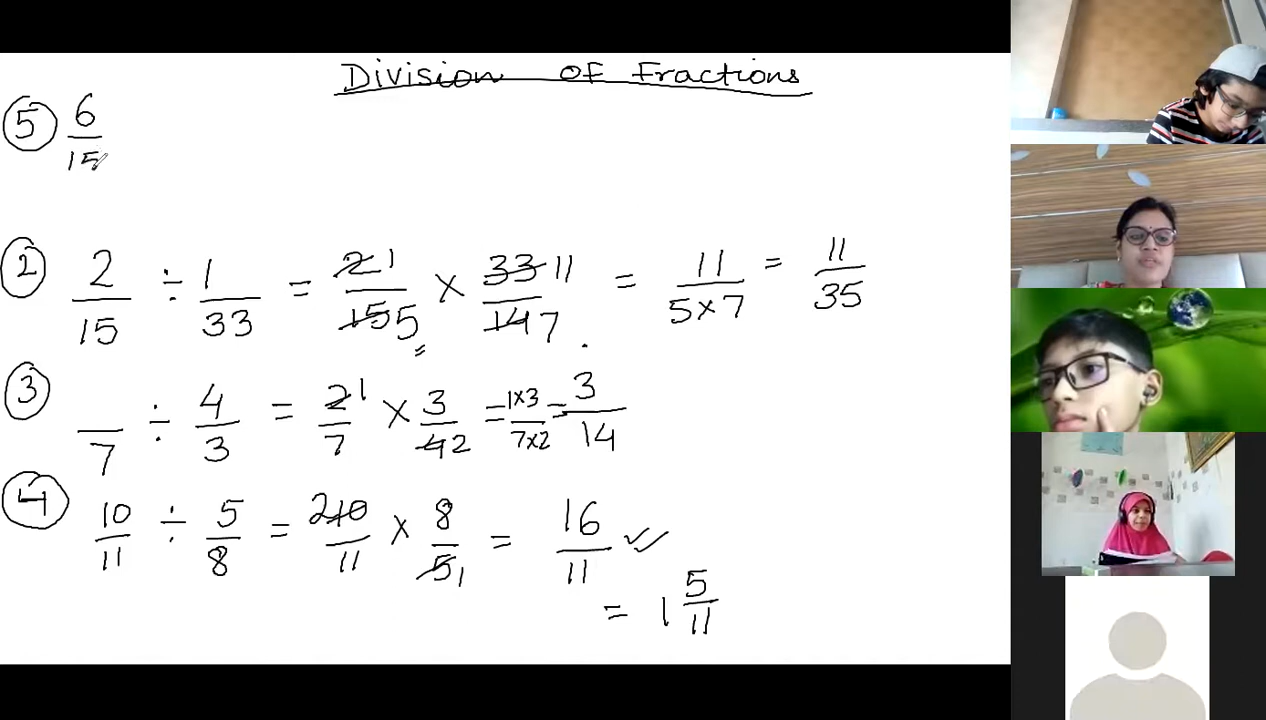 Division of Fractions
⑤ 6/15
② 2/15 ÷ 1/33 = 2 1/15 5 × 33 11/14 7 = 11/5×7 = 11/35
③ /7 ÷ 4/3 = 2 1/7 × 3/4 2 = 1×3/7×2 = 3/14
④ 10/11 ÷ 5/8 = 2 10/11 × 8/5 1 = 16/11
= 1 5/11